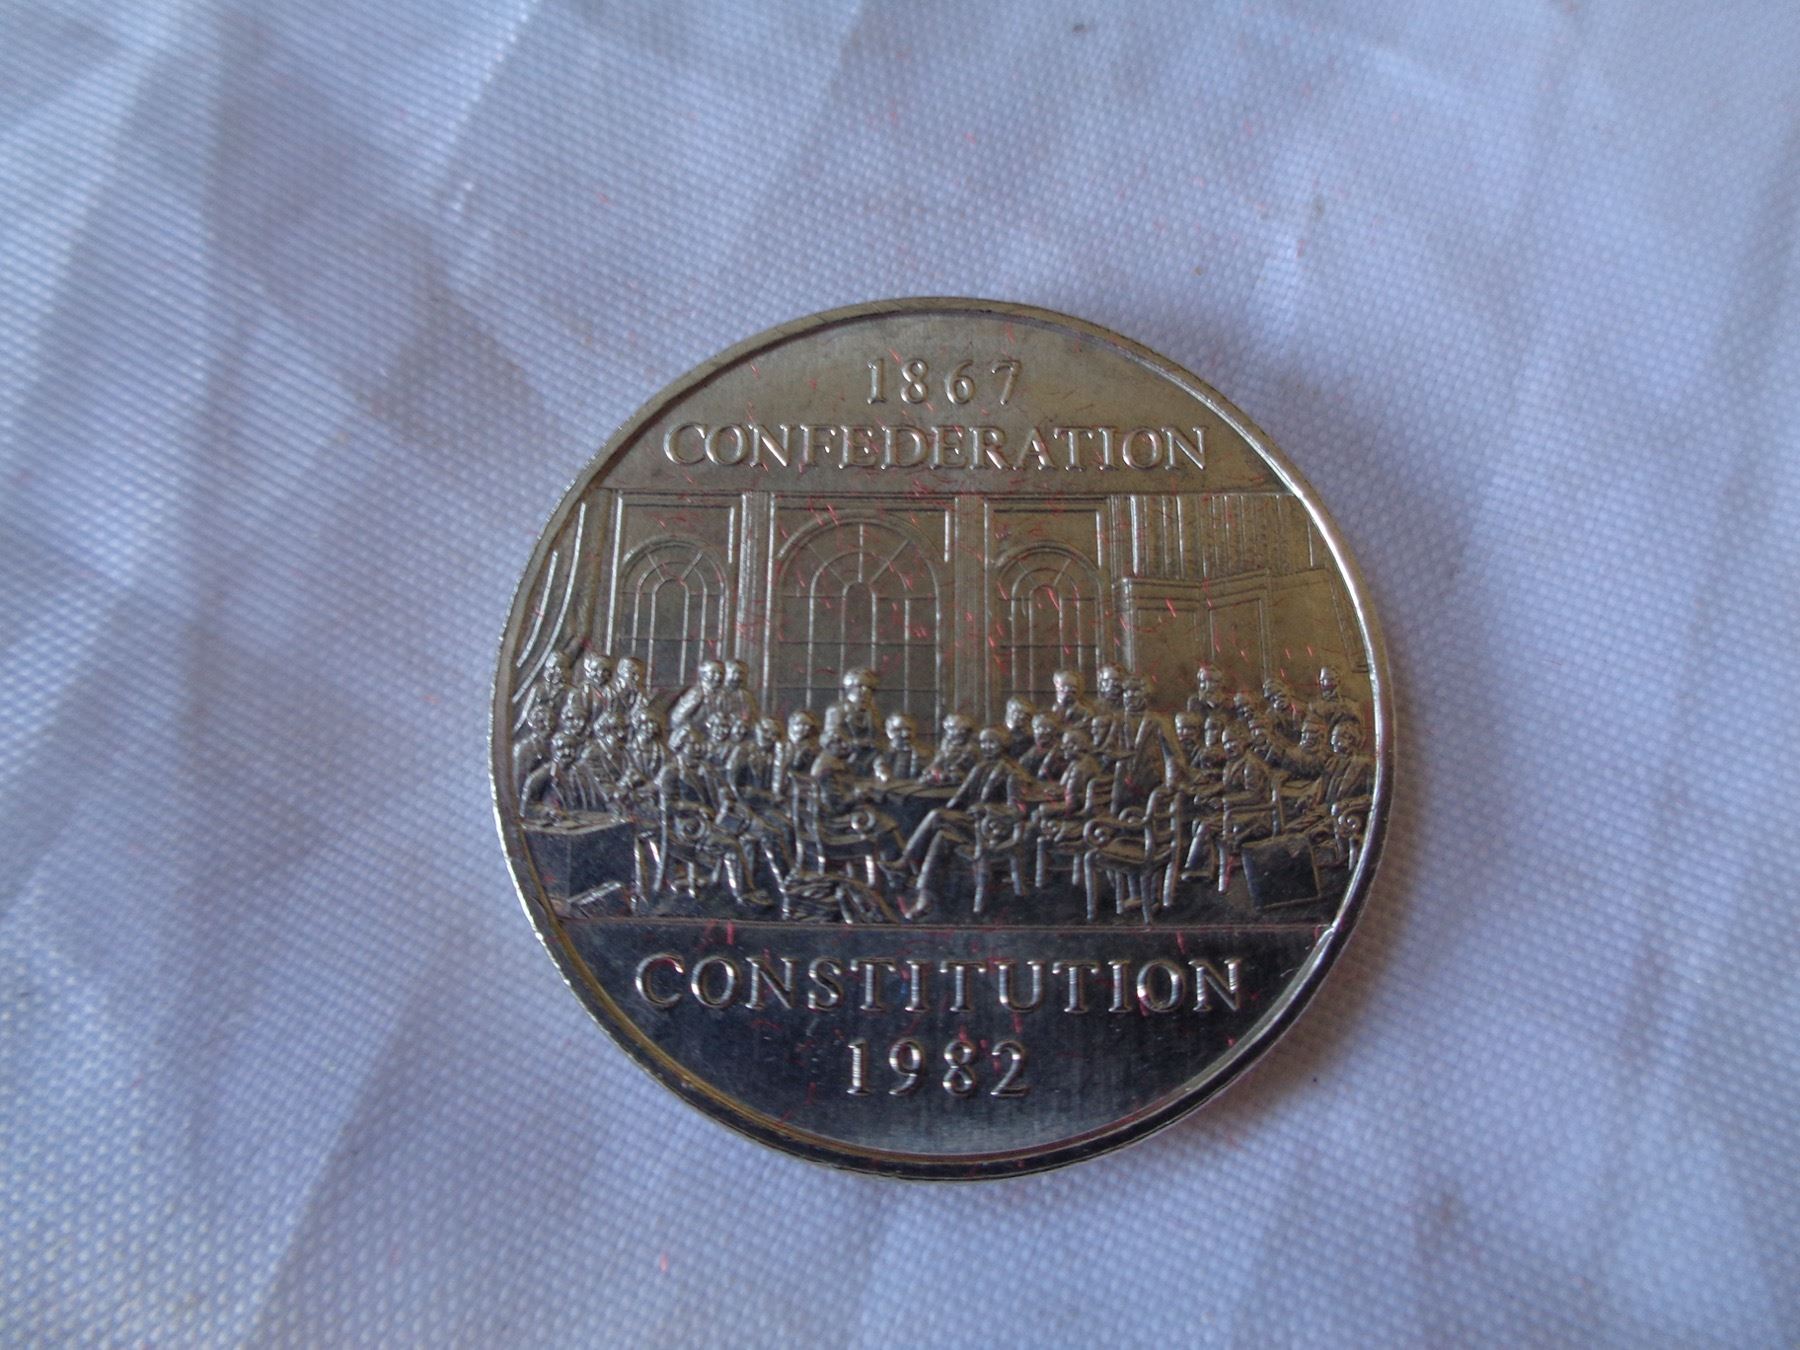 1867
CONFEDERATION
CONSTITUTION
1982